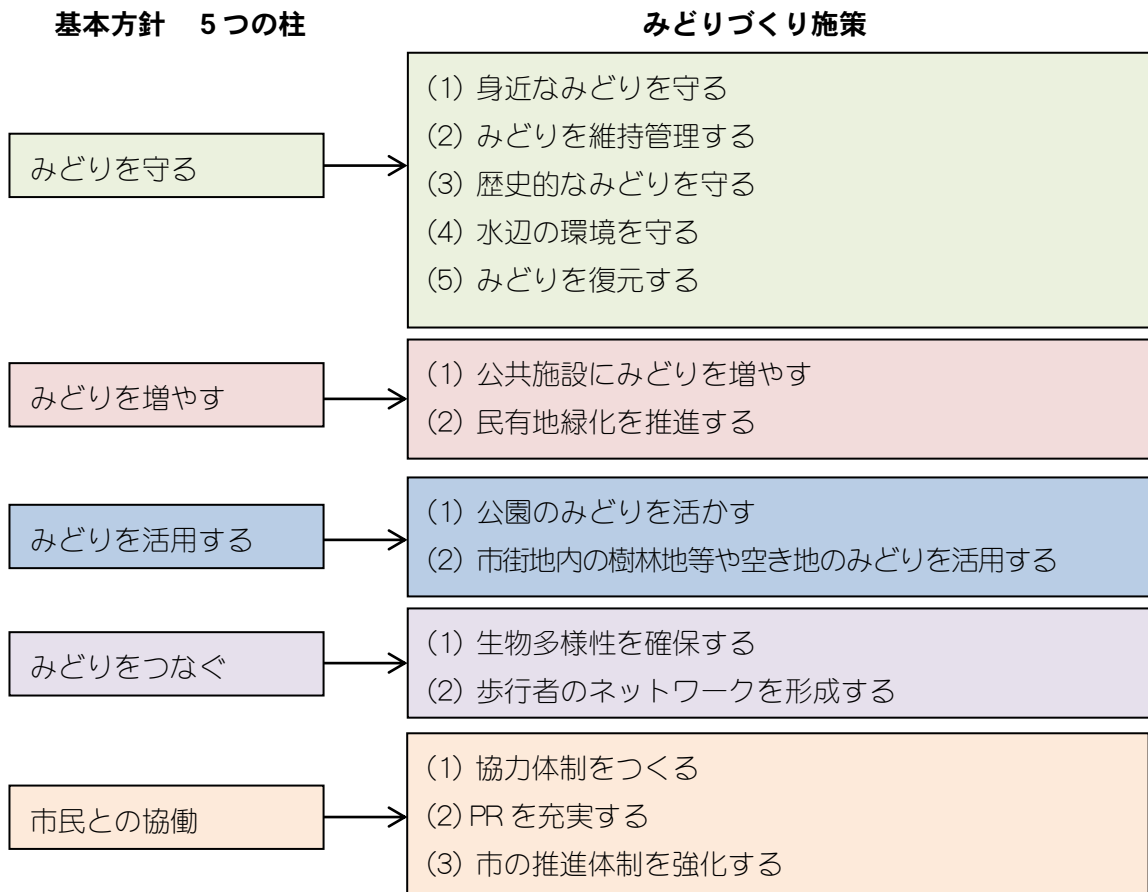 基本方針　5つの柱
みどりづくり施策
みどりを守る
(1) 身近なみどりを守る
(2) みどりを維持管理する
(3) 歴史的なみどりを守る
(4) 水辺の環境を守る
(5) みどりを復元する
みどりを増やす
(1) 公共施設にみどりを増やす
(2) 民有地緑化を推進する
みどりを活用する
(1) 公園のみどりを活かす
(2) 市街地内の樹林地等や空き地のみどりを活用する
みどりをつなぐ
(1) 生物多様性を確保する
(2) 歩行者のネットワークを形成する
市民との協働
(1) 協力体制をつくる
(2) PRを充実する
(3) 市の推進体制を強化する